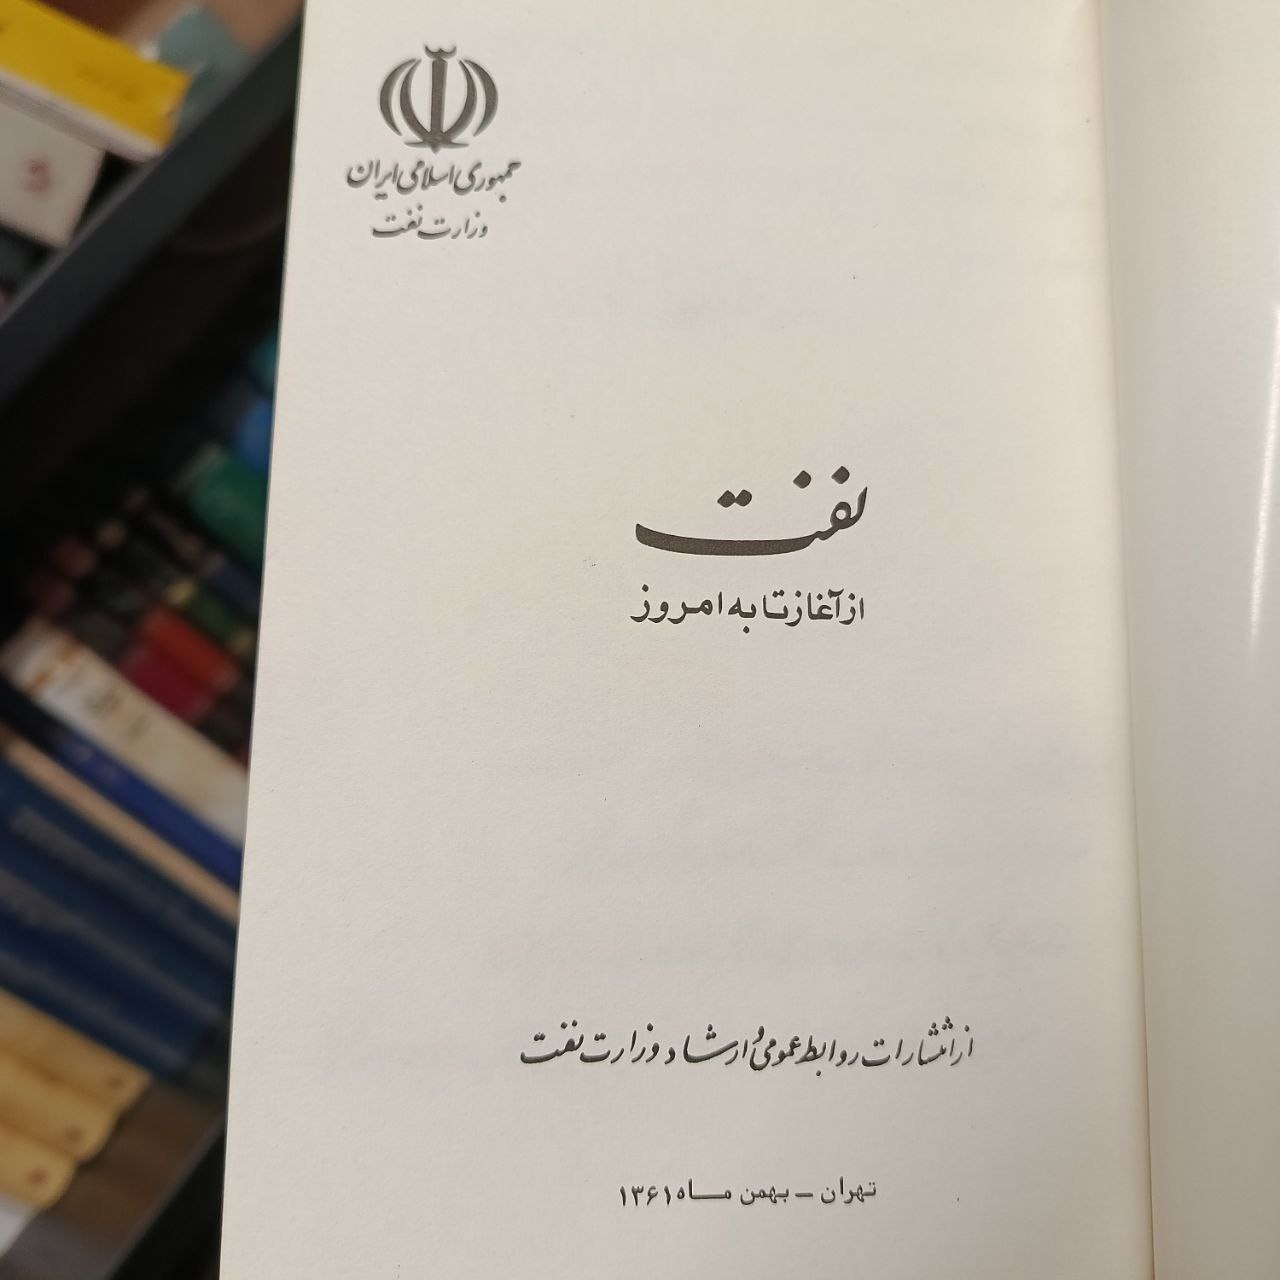 جمهوری اسلامی ایران
وزارت نفت
نفت
از آغاز تا به امروز
از انتشارات روابط عمومی و ارشاد وزارت نفت
تهران – بهمن ماه ۱۳۶۱